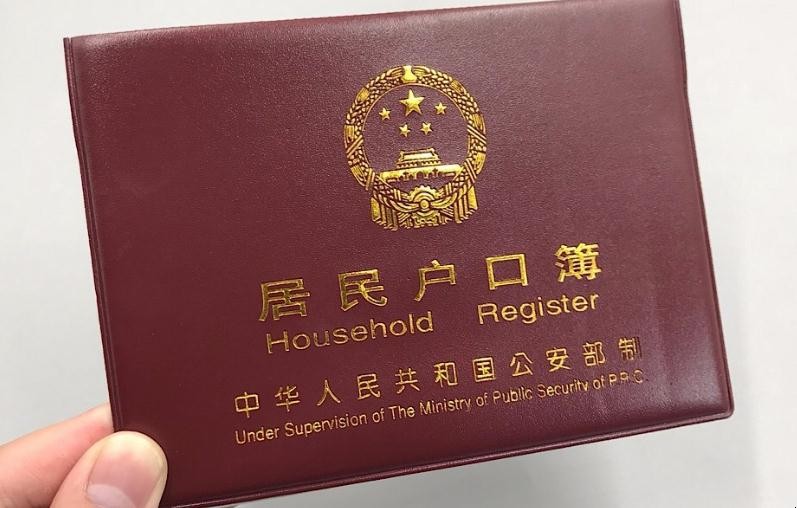 居民户口簿
Household Register
中华人民共和国公安部制
Under Supervision of The Ministry of Public Security of P.R.C.